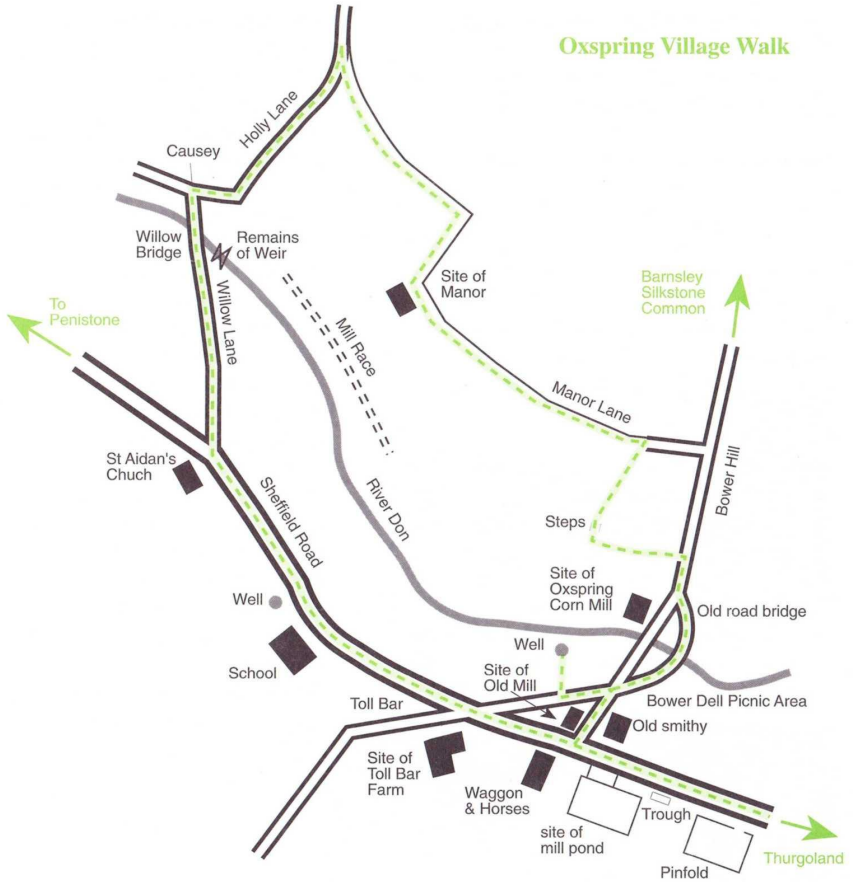 Oxspring Village Walk
Holly Lane
Causey
Willow
Bridge
Remains
of Weir
Willow Lane
Mill Race
Site of
Manor
Barnsley
Silkstone
Common
To
Penistone
Manor Lane
Bower Hill
St Aidan's
Chuch
Sheffield Road
River Don
Steps
Site of
Oxspring
Corn Mill
Old road bridge
Well
School
Well
Site of
Old Mill
Bower Dell Picnic Area
Toll Bar
Old smithy
Site of
Toll Bar
Farm
Waggon
& Horses
Trough
site of
mill pond
Pinfold
Thurgoland